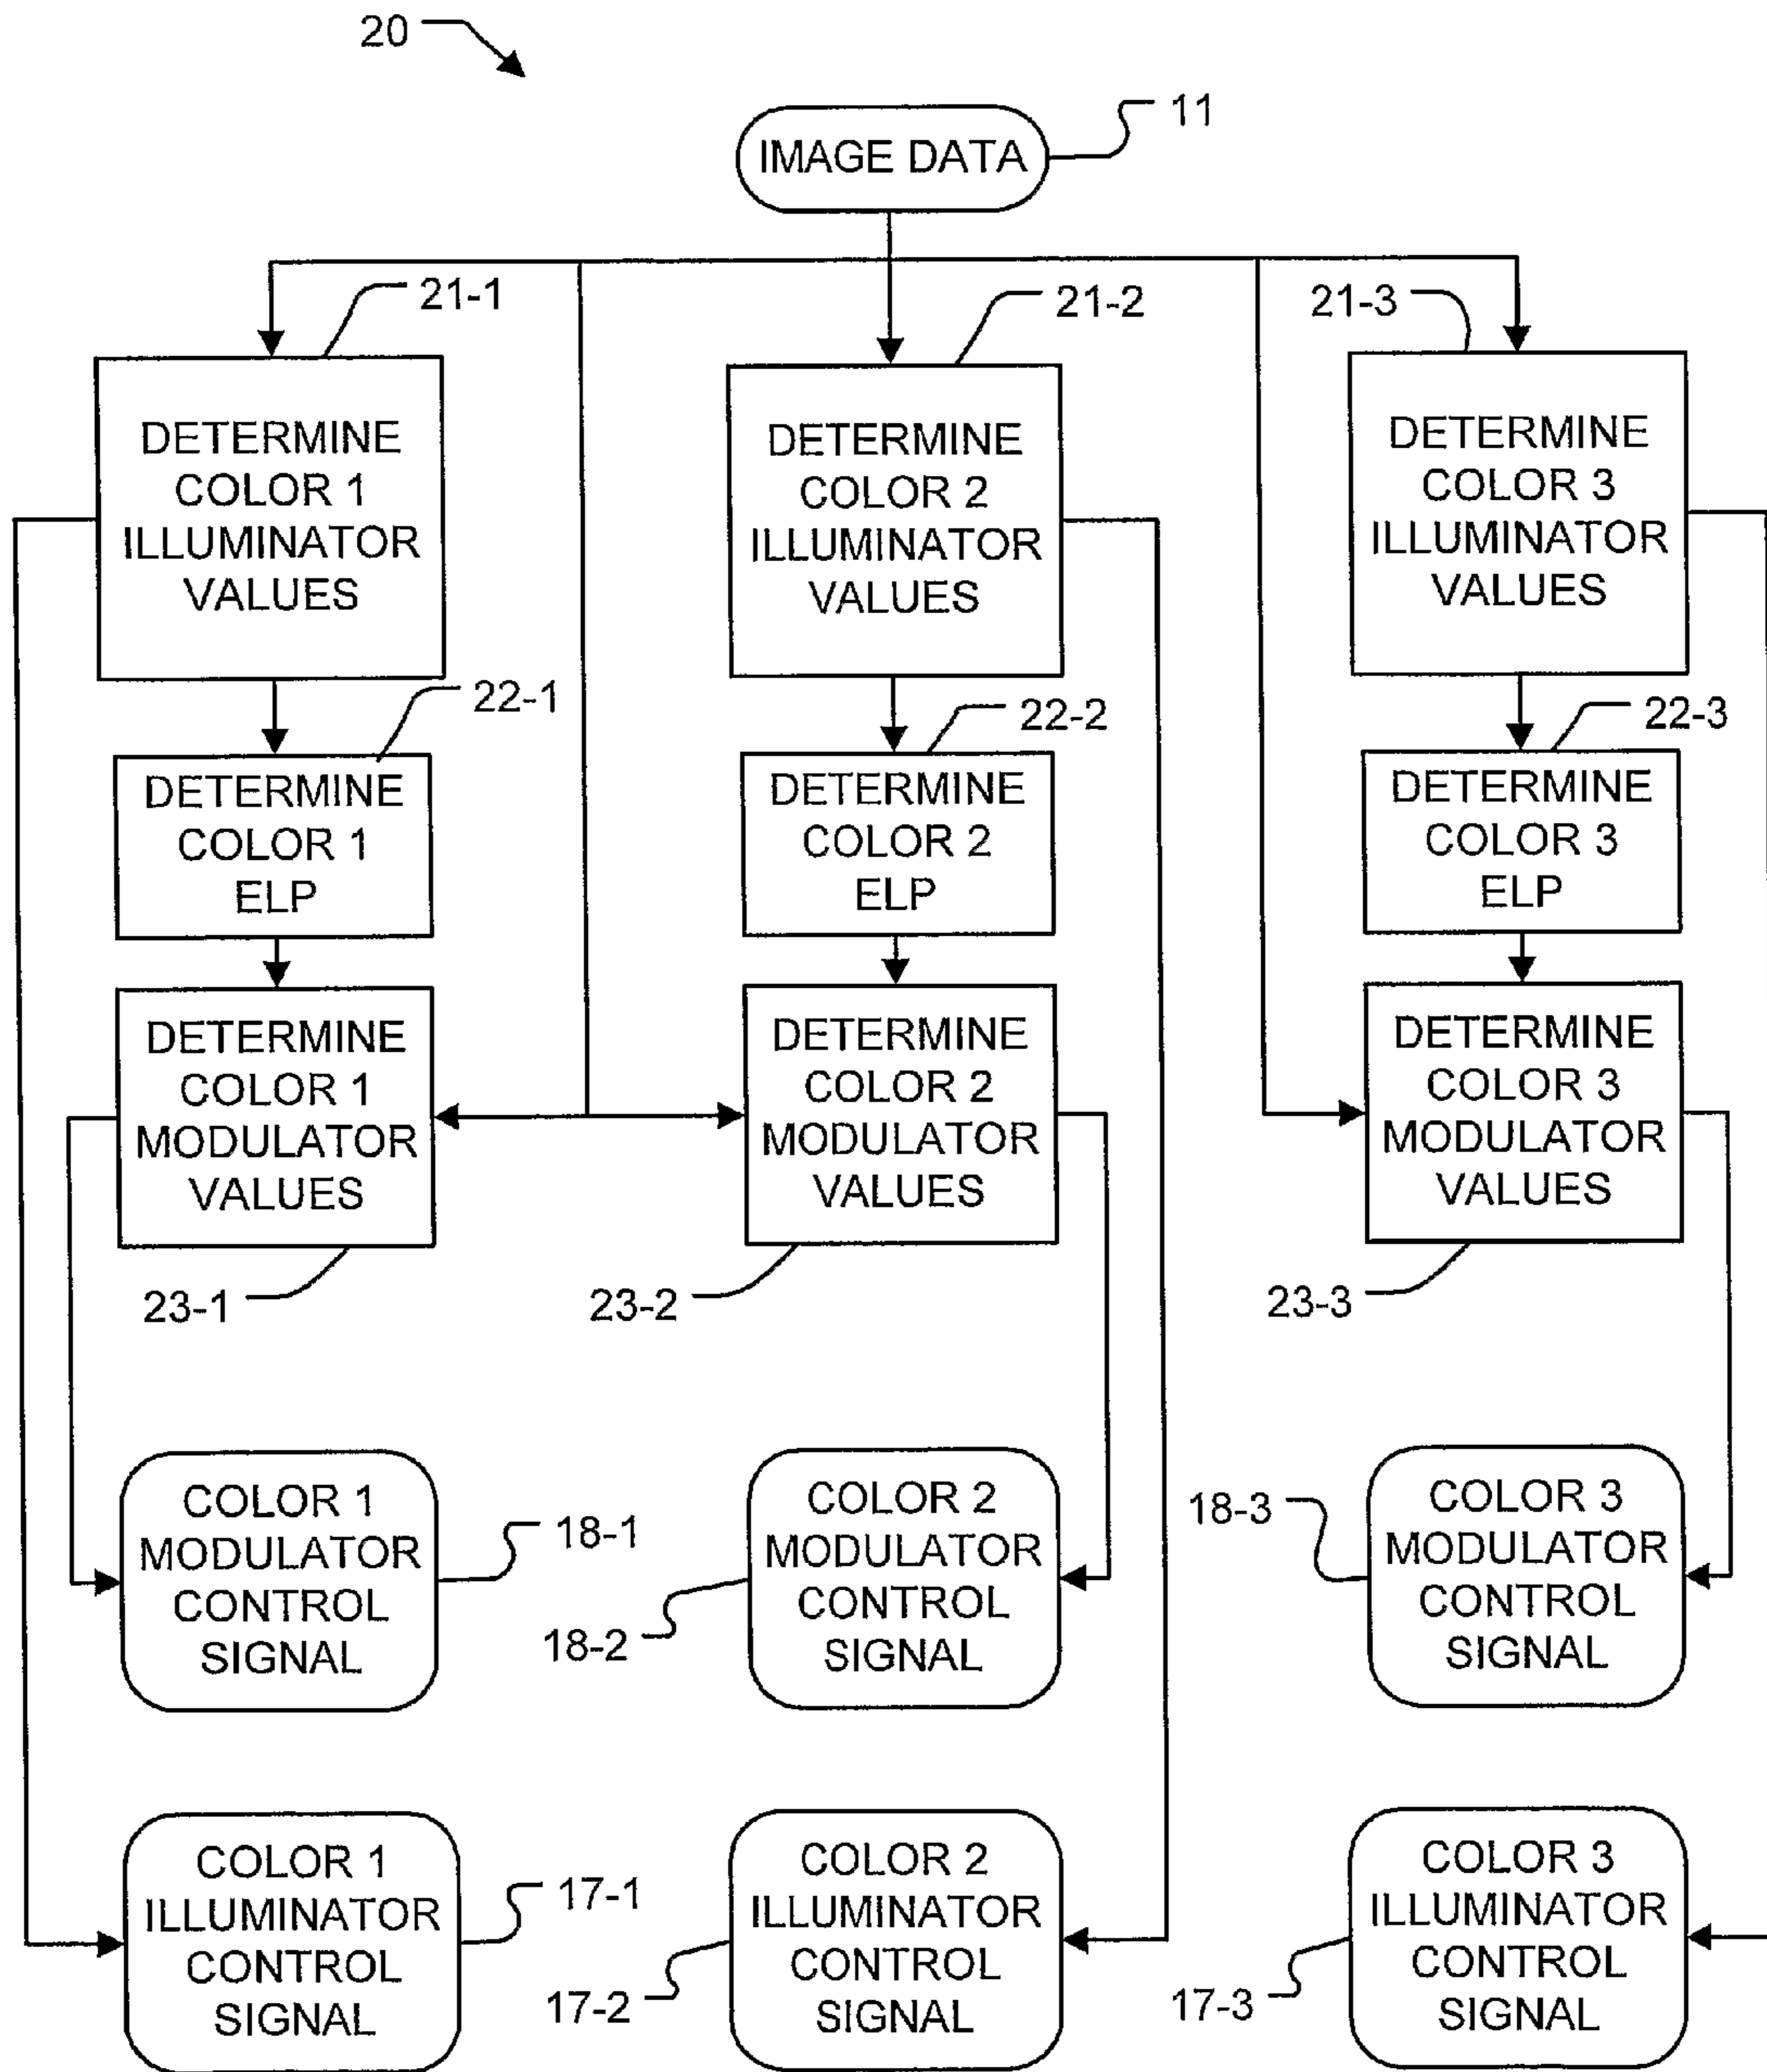 20
IMAGE DATA
11
21-1
21-2
21-3
DETERMINE
COLOR 1
ILLUMINATOR
VALUES
DETERMINE
COLOR 2
ILLUMINATOR
VALUES
DETERMINE
COLOR 3
ILLUMINATOR
VALUES
22-1
22-2
22-3
DETERMINE
COLOR 1
ELP
DETERMINE
COLOR 2
ELP
DETERMINE
COLOR 3
ELP
DETERMINE
COLOR 1
MODULATOR
VALUES
DETERMINE
COLOR 2
MODULATOR
VALUES
DETERMINE
COLOR 3
MODULATOR
VALUES
23-1
23-2
23-3
COLOR 1
MODULATOR
CONTROL
SIGNAL
18-1
COLOR 2
MODULATOR
CONTROL
SIGNAL
18-2
COLOR 3
MODULATOR
CONTROL
SIGNAL
18-3
COLOR 1
ILLUMINATOR
CONTROL
SIGNAL
17-1
COLOR 2
ILLUMINATOR
CONTROL
SIGNAL
17-2
COLOR 3
ILLUMINATOR
CONTROL
SIGNAL
17-3